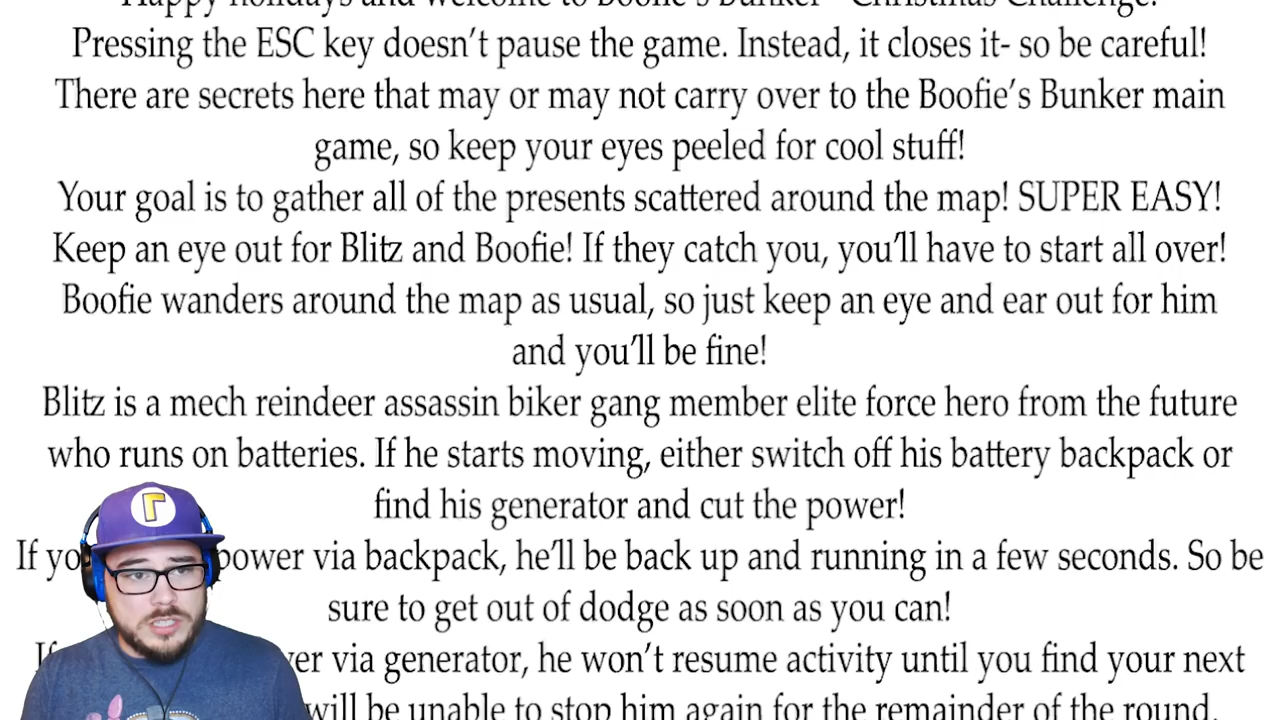 Happy holidays and welcome to Boofie's Bunker - Christmas Challenge!
Pressing the ESC key doesn't pause the game. Instead, it closes it- so be careful!
There are secrets here that may or may not carry over to the Boofie's Bunker main
game, so keep your eyes peeled for cool stuff!
Your goal is to gather all of the presents scattered around the map! SUPER EASY!
Keep an eye out for Blitz and Boofie! If they catch you, you'll have to start all over!
Boofie wanders around the map as usual, so just keep an eye and ear out for him
and you'll be fine!
Blitz is a mech reindeer assassin biker gang member elite force hero from the future
who runs on batteries. If he starts moving, either switch off his battery backpack or
find his generator and cut the power!
If power via backpack, he'll be back up and running in a few seconds. So be
sure to get out of dodge as soon as you can!
via generator, he won't resume activity until you find your next
will be unable to stop him again for the remainder of the round.